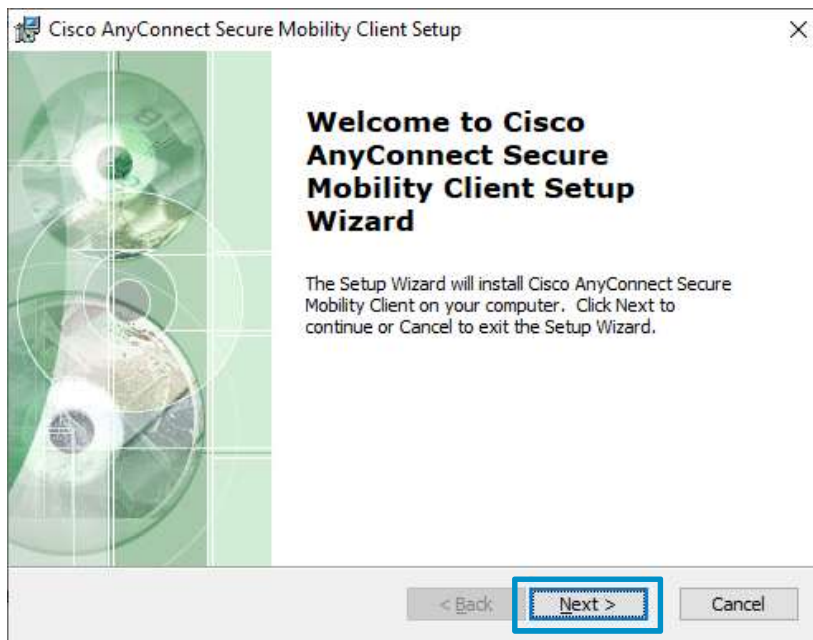 Cisco AnyConnect Secure Mobility Client Setup
Welcome to Cisco
AnyConnect Secure
Mobility Client Setup
Wizard
The Setup Wizard will install Cisco AnyConnect Secure
Mobility Client on your computer. Click Next to
continue or Cancel to exit the Setup Wizard.
< Back
Next >
Cancel